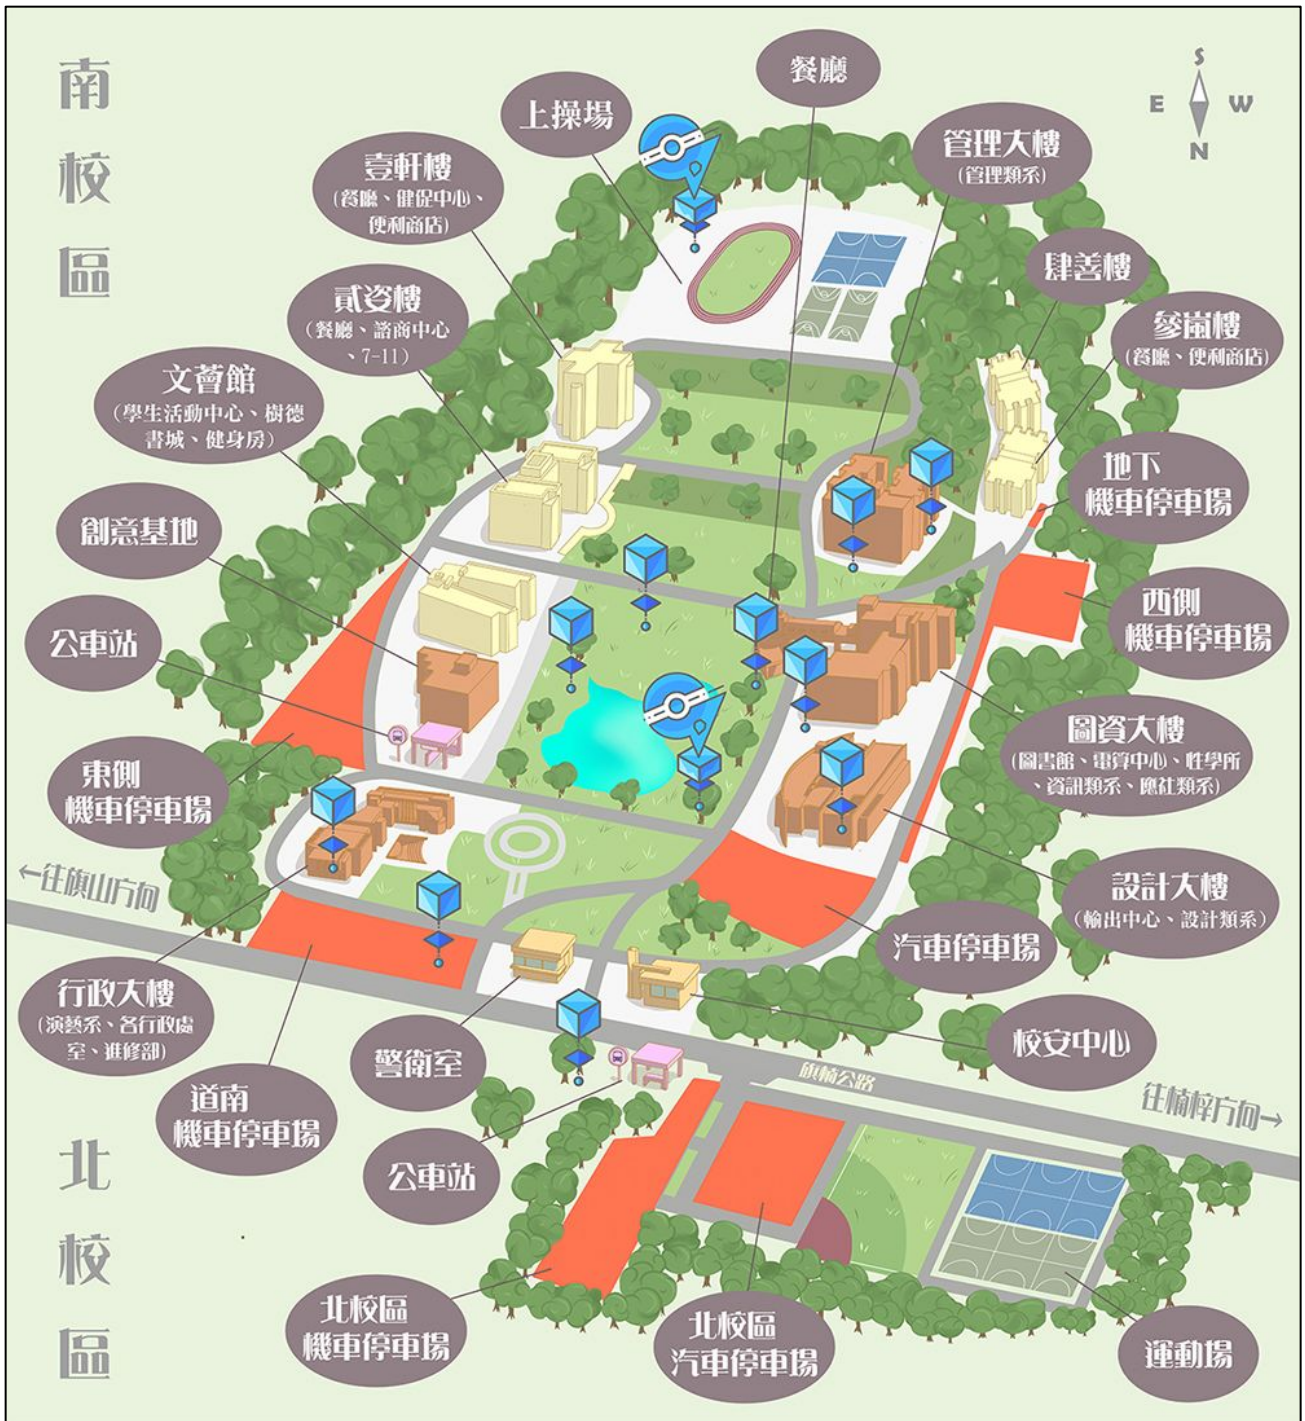 南
校
區
餐廳
上操場
S
E
W
N
壹軒樓
(餐廳、健促中心、
便利商店)
管理大樓
(管理類系)
肆善樓
貳姿樓
(餐廳、諮商中心
、7-11)
參嵐樓
(餐廳、便利商店)
文薈館
(學生活動中心、樹德
書城、健身房)
地下
機車停車場
創意基地
西側
機車停車場
公車站
圖資大樓
(圖書館、電算中心、性學所
、資訊類系、應社類系)
東側
機車停車場
←往旗山方向
設計大樓
(輸出中心、設計類系)
汽車停車場
行政大樓
(演藝系、各行政處
室、進修部)
校安中心
警衛室
旗楠公路
往楠梓方向→
道南
機車停車場
公車站
北
校
區
北校區
機車停車場
北校區
汽車停車場
運動場